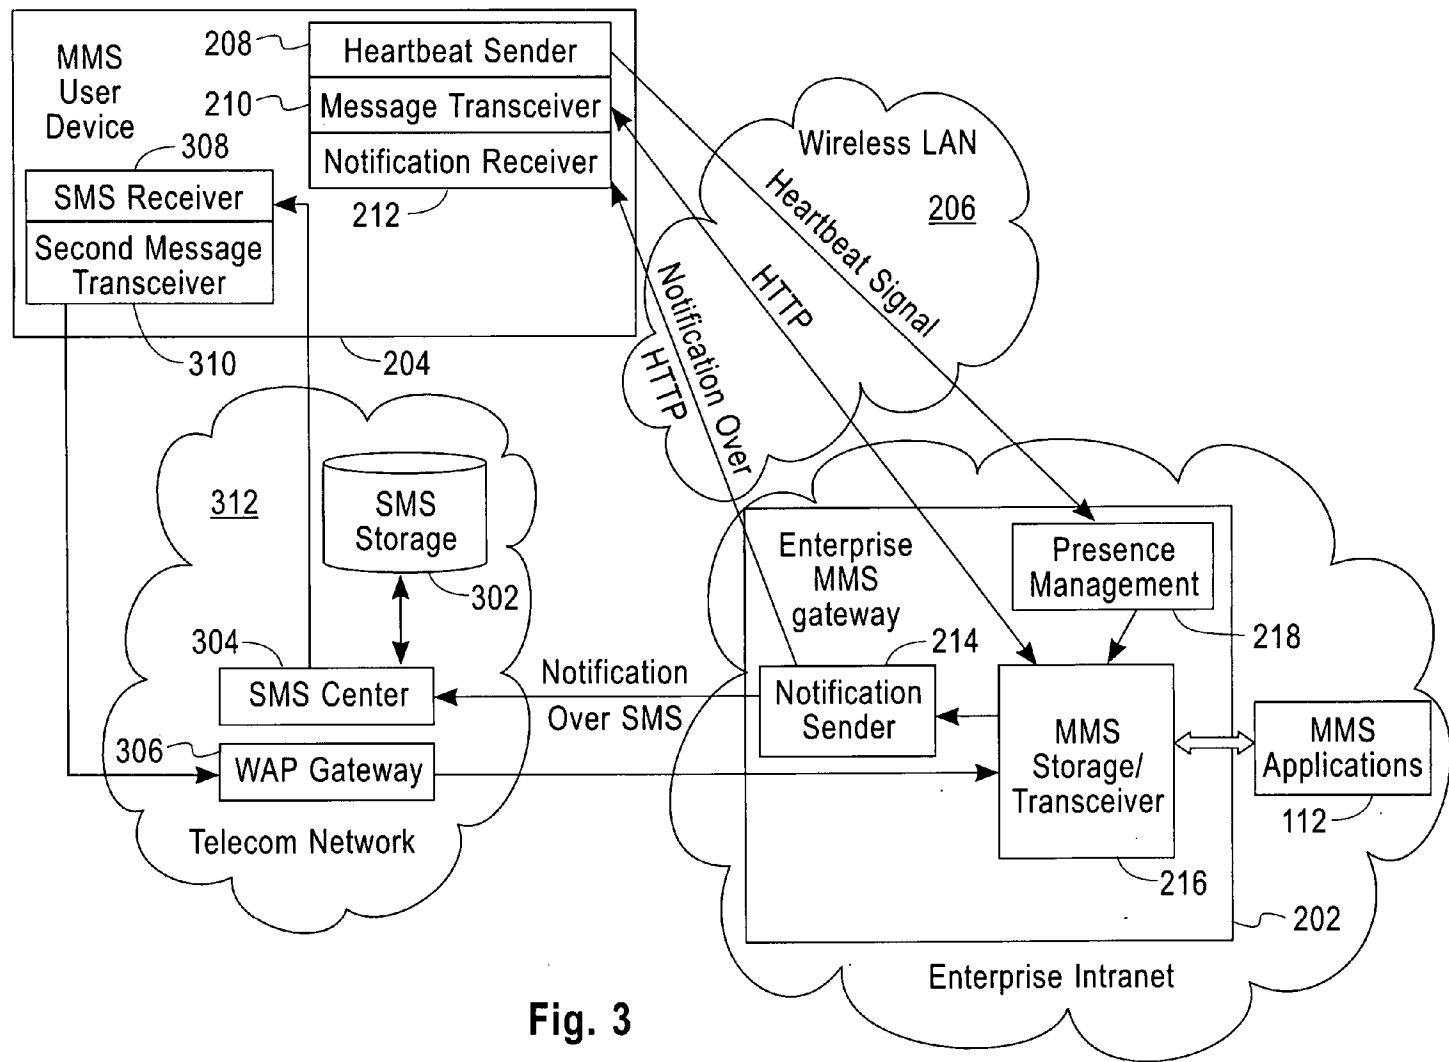 MMS
User
Device
208
Heartbeat Sender
210
Message Transceiver
Notification Receiver
212
308
SMS Receiver
Second Message
Transceiver
310
204
Wireless LAN
206
Heartbeat Signal
HTTP
Notification Over
HTTP
312
SMS
Storage
302
304
SMS Center
306
WAP Gateway
Telecom Network
Notification
Over SMS
Enterprise
MMS
gateway
Presence
Management
218
214
Notification
Sender
MMS
Storage/
Transceiver
216
MMS
Applications
112
202
Enterprise Intranet
Fig. 3